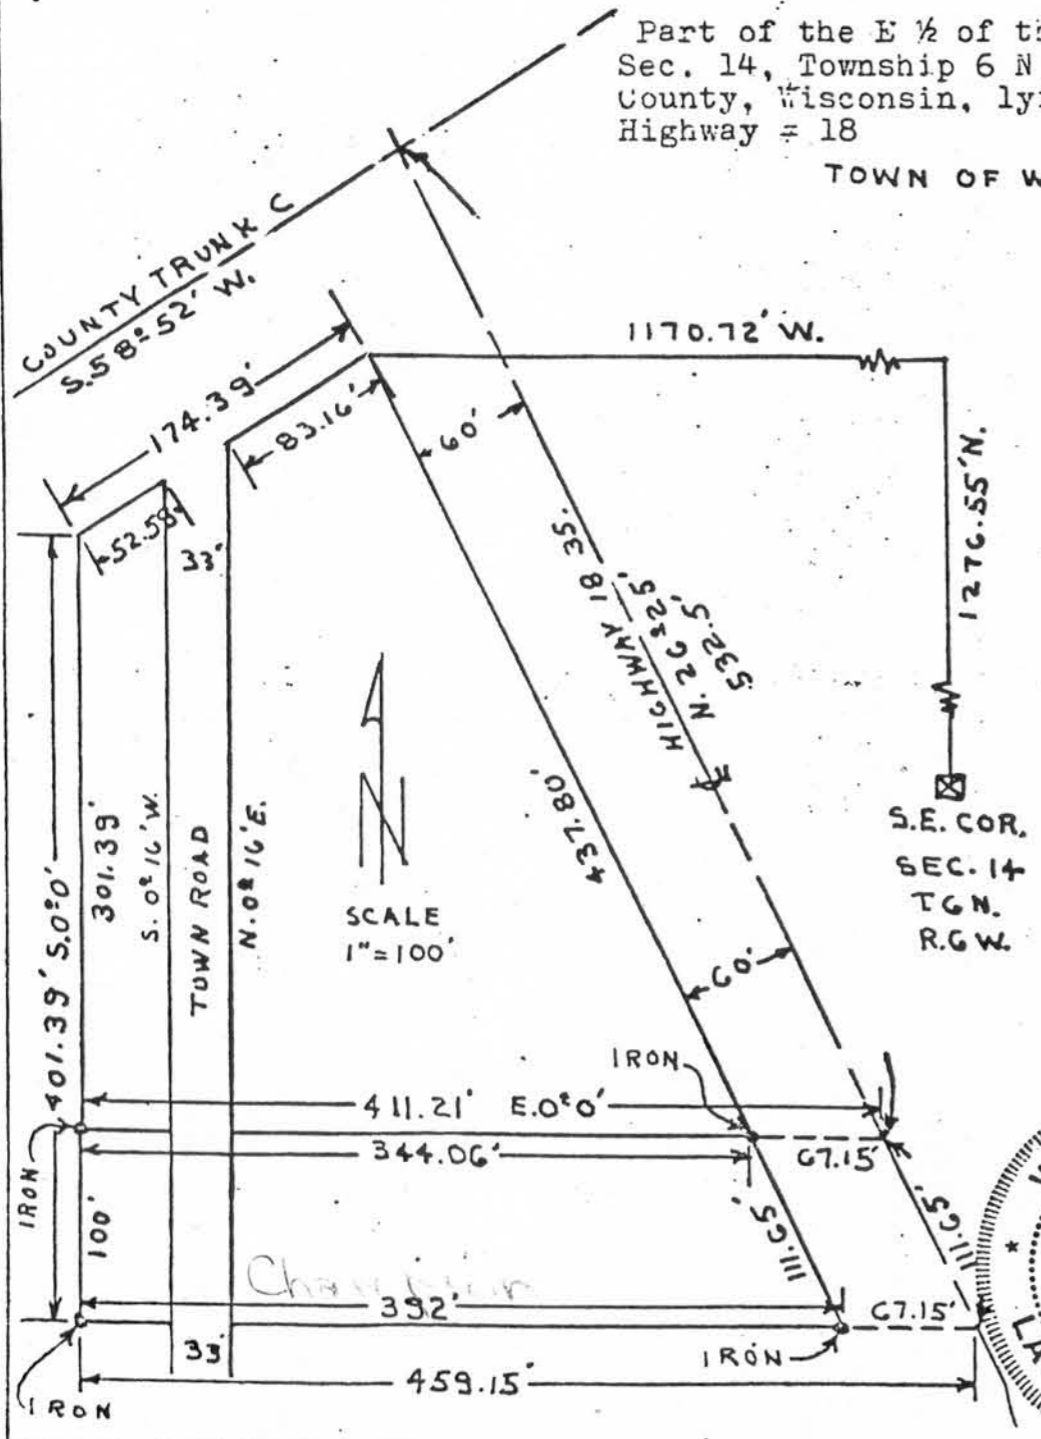 Part of the E ½ of
Sec. 14, Township 6 N
County, Wisconsin,
Highway # 18
TOWN OF
COUNTY TRUNK C
S.58°52' W.
1170.72' W.
174.39'
83.16'
60'
52.58'
33'
1276.55' N.
HIGHWAY 18 35.
N. 26°25'
532.5'
437.80'
401.39' S.0°0'
301.39'
S. 0°16' W.
TOWN ROAD
N. 0°16' E.
N
SCALE
1"=100'
S.E. COR.
SEC. 14
T6N.
R.6W.
60'
IRON
411.21' E.0°0'
344.06'
67.15'
IRON
100'
111.65'
111.65'
392'
67.15'
33'
IRON
459.15'
IRON
LA